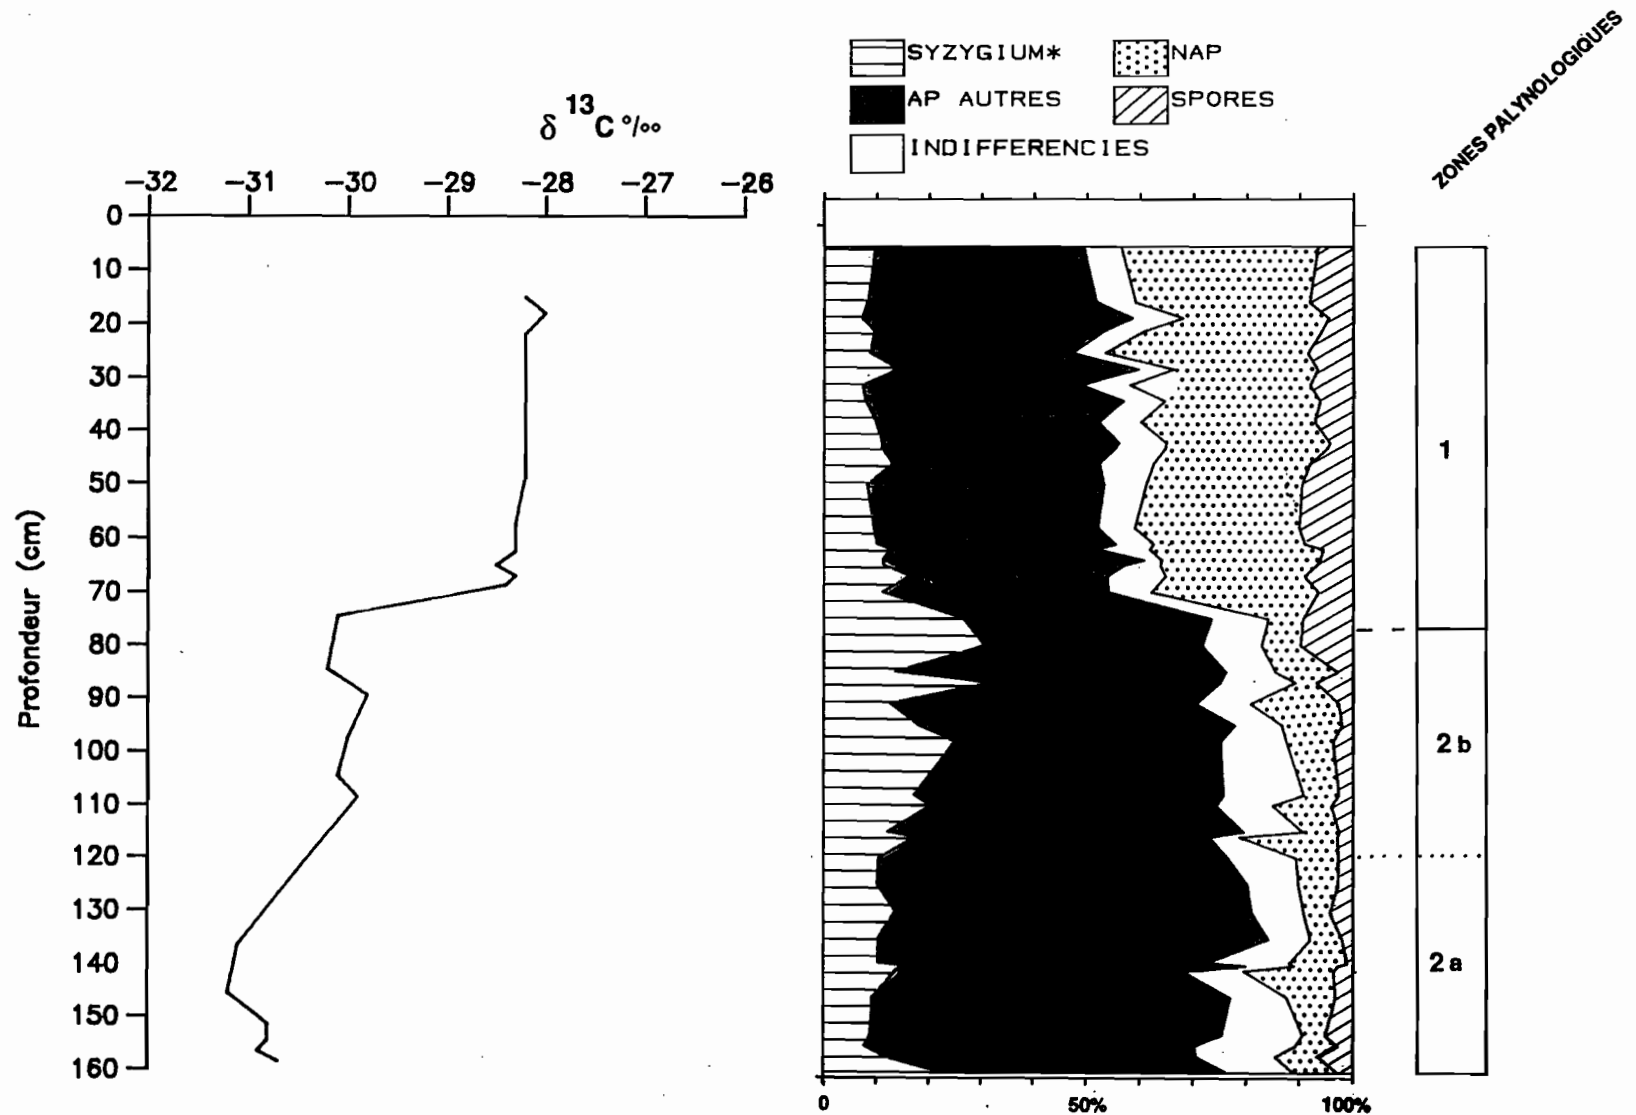 δ 13C °/°°
−32 −31 −30 −29 −28 −27 −26
Profondeur (cm)
0
10
20
30
40
50
60
70
80
90
100
110
120
130
140
150
160
SYZYGIUM* NAP
AP AUTRES SPORES
INDIFFERENCIES
0 50% 100%
ZONES PALYNOLOGIQUES
1
2b
2a